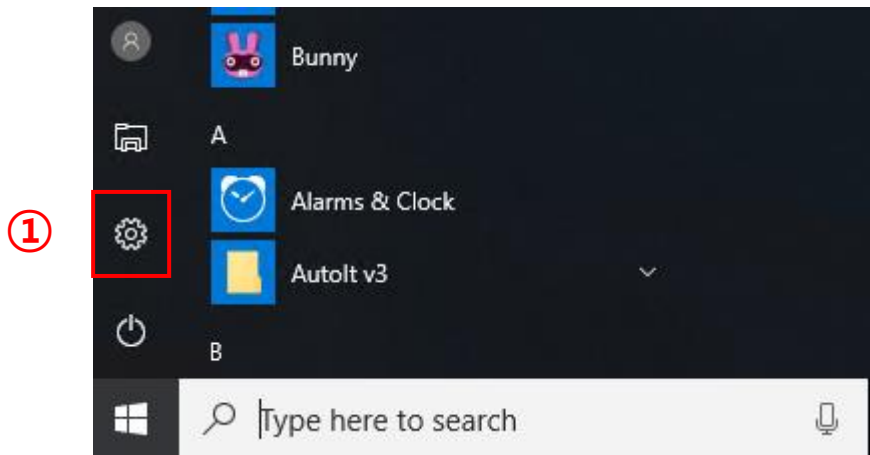 Bunny
A
①
Alarms & Clock
AutoIt v3
B
Type here to search